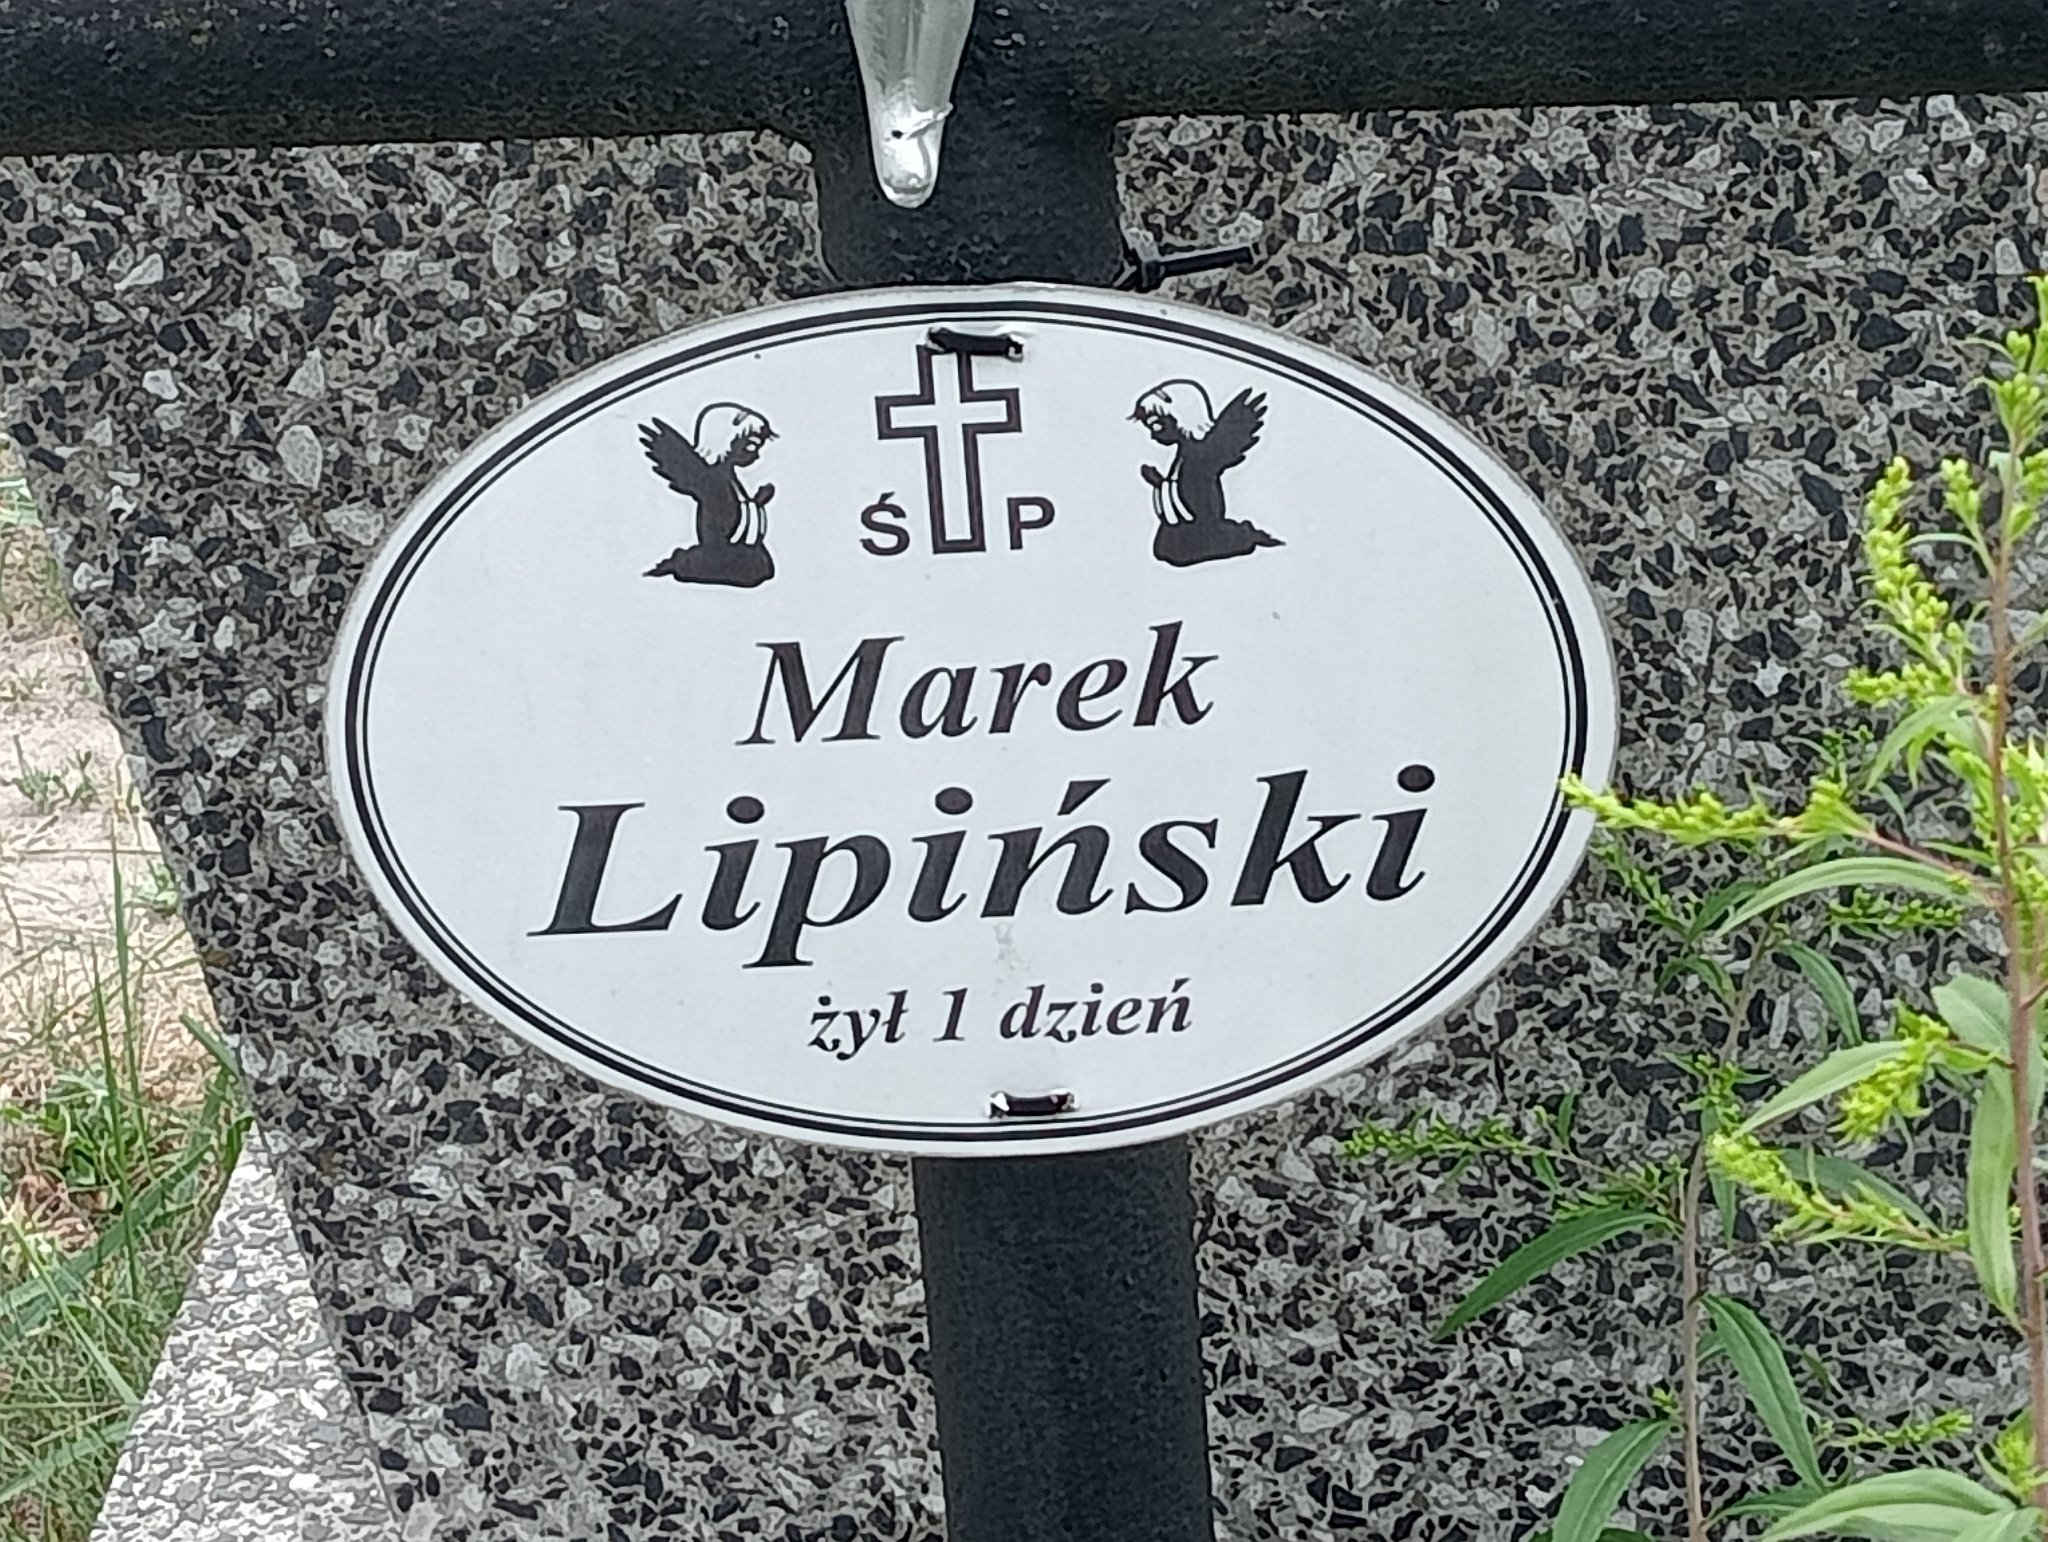 Ś P
Marek
Lipiński
żył 1 dzień